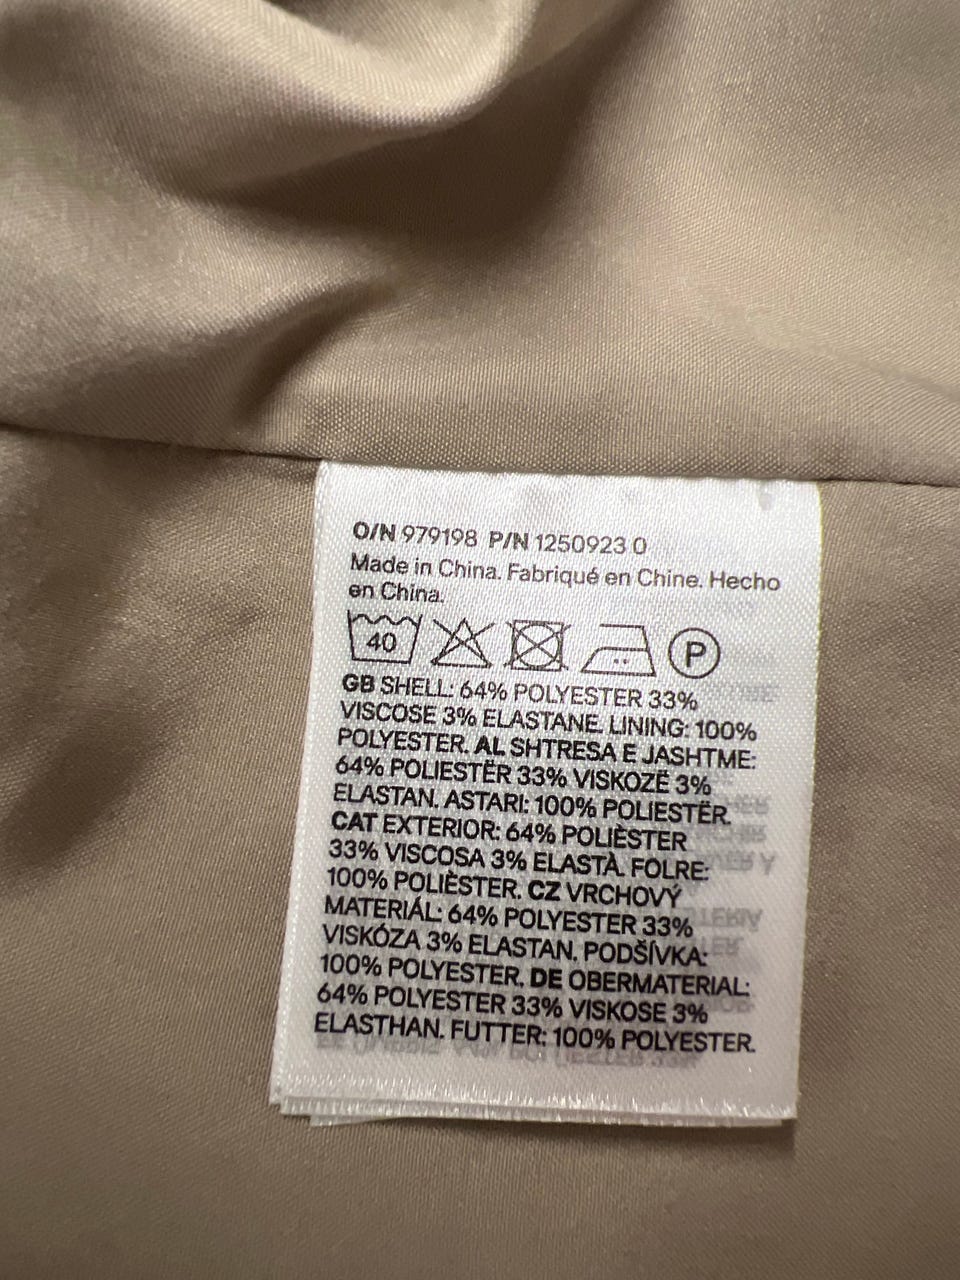 O/N 979198 P/N 1250923 0
Made in China. Fabriqué en Chine. Hecho
en China.
40 P
GB SHELL: 64% POLYESTER 33%
VISCOSE 3% ELASTANE. LINING: 100%
POLYESTER. AL SHTRESA E JASHTME:
64% POLIESTËR 33% VISKOZË 3%
ELASTAN. ASTARI: 100% POLIESTËR.
CAT EXTERIOR: 64% POLIÈSTER
33% VISCOSA 3% ELASTÀ. FOLRE:
100% POLIÈSTER. CZ VRCHOVÝ
MATERIÁL: 64% POLYESTER 33%
VISKÓZA 3% ELASTAN. PODŠÍVKA:
100% POLYESTER. DE OBERMATERIAL:
64% POLYESTER 33% VISKOSE 3%
ELASTHAN. FUTTER: 100% POLYESTER.